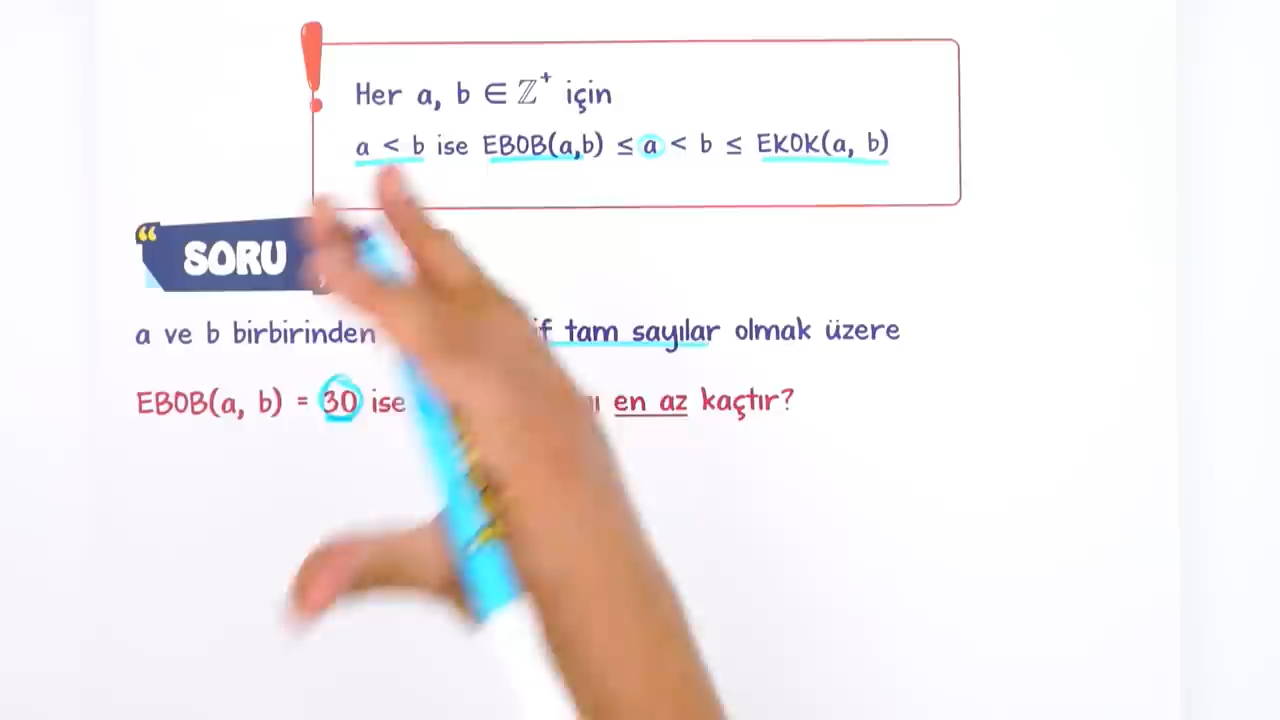 Her a, b ∈ ℤ⁺ için
a < b ise EBOB(a,b) ≤ a < b ≤ EKOK(a, b)
SORU
a ve b birbirinden tam sayılar olmak üzere
EBOB(a, b) = 30 ise en az kaçtır?